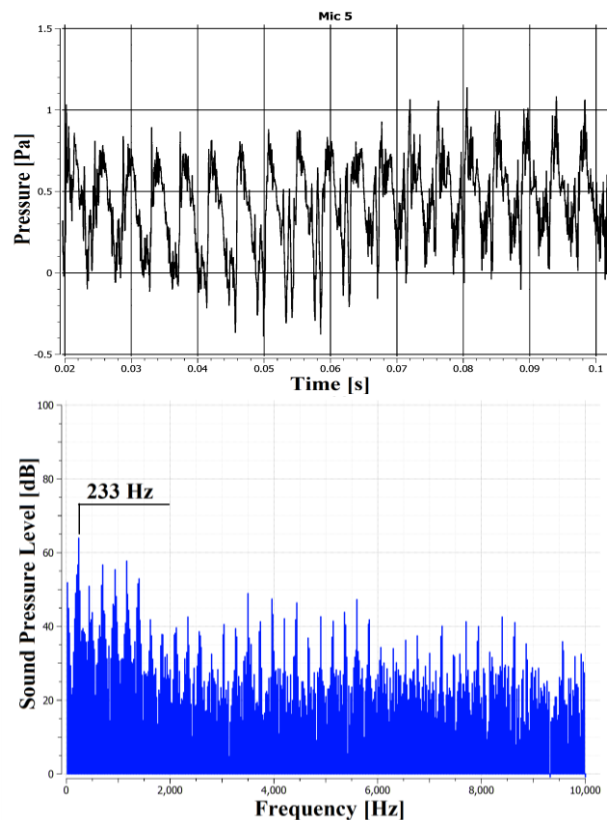 Mic 5
1.5
1
0.5
0
-0.5
Pressure [Pa]
0.02 0.03 0.04 0.05 0.06 0.07 0.08 0.09 0.1
Time [s]
100
80
60
40
20
0
Sound Pressure Level [dB]
233 Hz
0 2,000 4,000 6,000 8,000 10,000
Frequency [Hz]